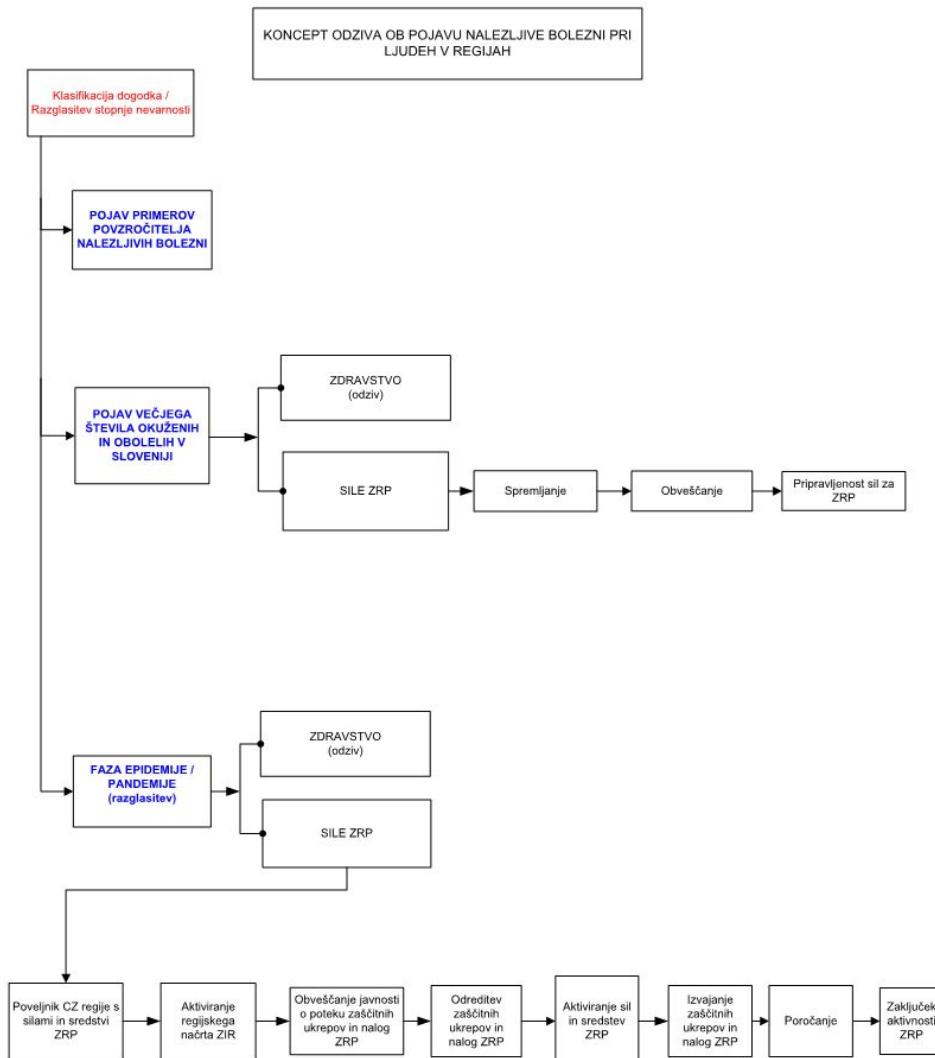 KONCEPT ODZIVA OB POJAVU NALEZLJIVE BOLEZNI PRI
LJUDEH V REGIJAH
Klasifikacija dogodka /
Razglasitev stopnje nevarnosti
POJAV PRIMEROV
POVZROČITELJA
NALEZLJIVIH BOLEZNI
POJAV VEČJEGA
ŠTEVILA OKUŽENIH
IN OBOLELIH V
SLOVENIJI
ZDRAVSTVO
(odziv)
SILE ZRP
Spremljanje
Obveščanje
Pripravljenost sil za
ZRP
FAZA EPIDEMIJE /
PANDEMIJE
(razglasitev)
ZDRAVSTVO
(odziv)
SILE ZRP
Poveljnik CZ regije s
silami in sredstvi
ZRP
Aktiviranje
regijskega
načrta ZIR
Obveščanje javnosti
o poteku zaščitnih
ukrepov in nalog
ZRP
Odreditev
zaščitnih
ukrepov in
nalog ZRP
Aktiviranje sil
in sredstev
ZRP
Izvajanje
zaščitnih
ukrepov in
nalog ZRP
Poročanje
Zaključek
aktivnosti
ZRP